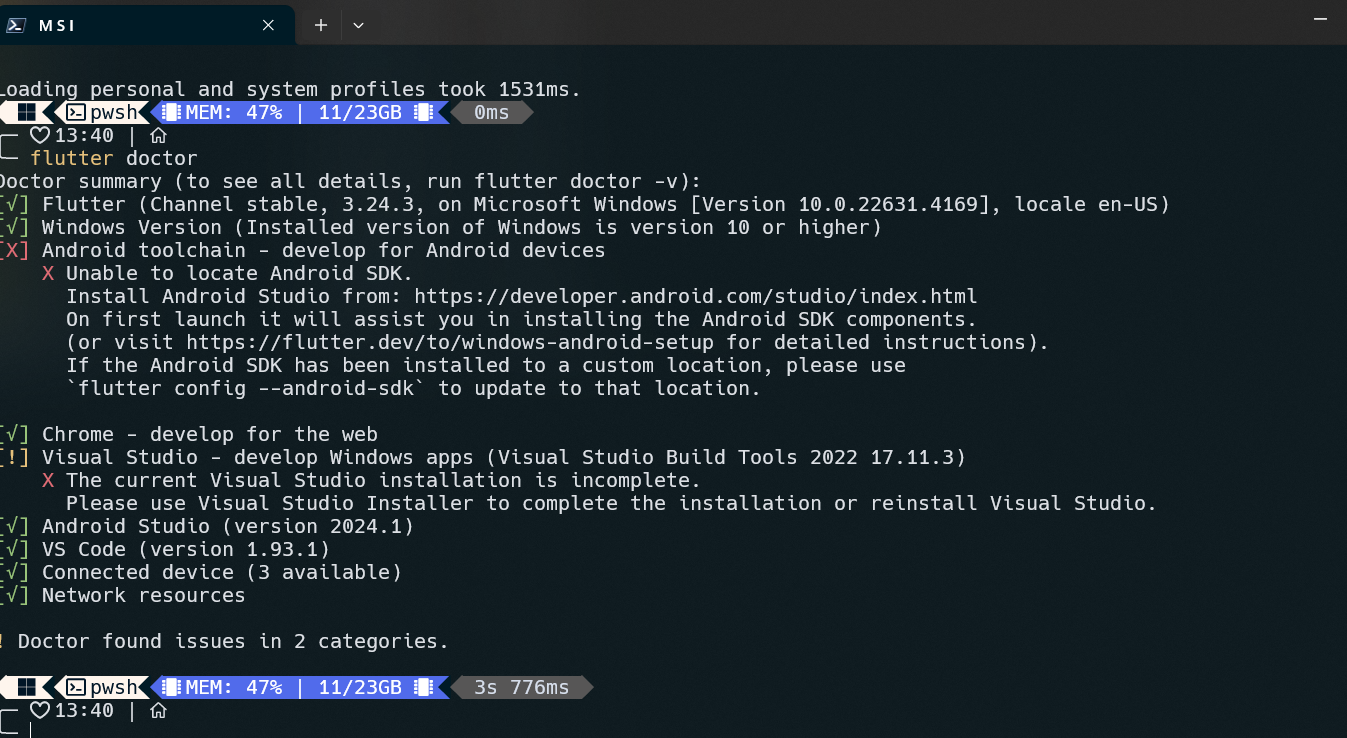 MSI
Loading personal and system profiles took 1531ms.
pwsh MEM: 47% | 11/23GB 0ms
♡13:40 |
flutter doctor
Doctor summary (to see all details, run flutter doctor -v):
[√] Flutter (Channel stable, 3.24.3, on Microsoft Windows [Version 10.0.22631.4169], locale en-US)
[√] Windows Version (Installed version of Windows is version 10 or higher)
[X] Android toolchain - develop for Android devices
X Unable to locate Android SDK.
Install Android Studio from: https://developer.android.com/studio/index.html
On first launch it will assist you in installing the Android SDK components.
(or visit https://flutter.dev/to/windows-android-setup for detailed instructions).
If the Android SDK has been installed to a custom location, please use
`flutter config --android-sdk` to update to that location.
[√] Chrome - develop for the web
[!] Visual Studio - develop Windows apps (Visual Studio Build Tools 2022 17.11.3)
X The current Visual Studio installation is incomplete.
Please use Visual Studio Installer to complete the installation or reinstall Visual Studio.
[√] Android Studio (version 2024.1)
[√] VS Code (version 1.93.1)
[√] Connected device (3 available)
[√] Network resources
! Doctor found issues in 2 categories.
pwsh MEM: 47% | 11/23GB 3s 776ms
♡13:40 |